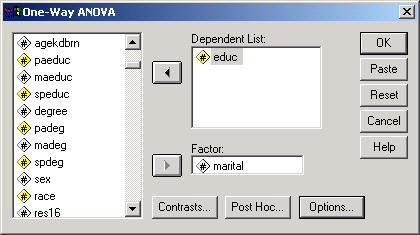 One-Way ANOVA
agekdbrn
paeduc
maeduc
speduc
degree
padeg
madeg
spdeg
sex
race
res16
Dependent List:
educ
Factor:
marital
OK
Paste
Reset
Cancel
Help
Contrasts...
Post Hoc...
Options...